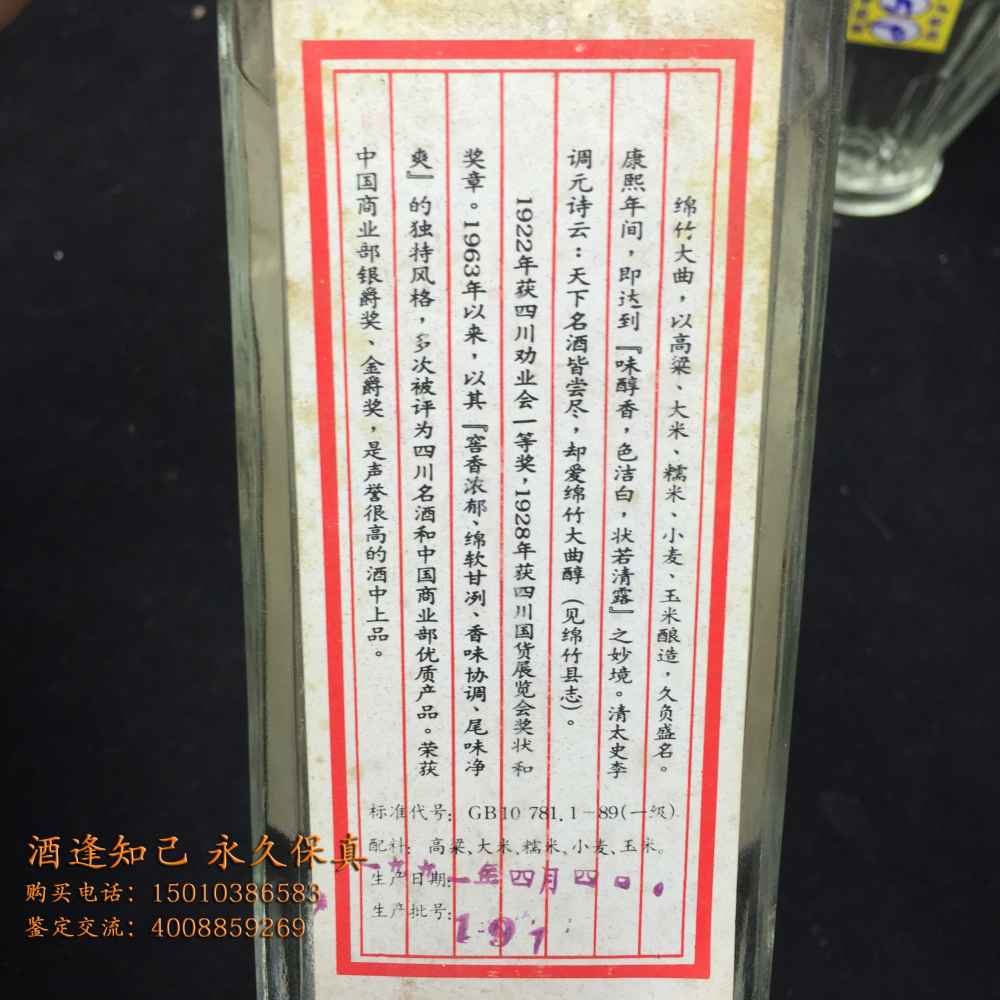 绵竹大曲，以高粱、大米、糯米、小麦、玉米酿造，久负盛名。
康熙年间，即达到『味醇香，色洁白，状若清露』之妙境。清太史李
调元诗云：天下名酒皆尝尽，却爱绵竹大曲醇（见绵竹县志）。
1922年获四川劝业会一等奖，1928年获四川国货展览会奖状和
奖章。1963年以来，以其『窖香浓郁、绵软甘冽、香味协调、尾味净
爽』的独特风格，多次被评为四川名酒和中国商业部优质产品。荣获
中国商业部银爵奖、金爵奖，是声誉很高的酒中上品。
标准代号：GB10 781.1-89(一级)
配料：高粱、大米、糯米、小麦、玉米。
生产日期：一年四月四日
生产批号：191
酒逢知己 永久保真
购买电话：15010386583
鉴定交流：4008859269